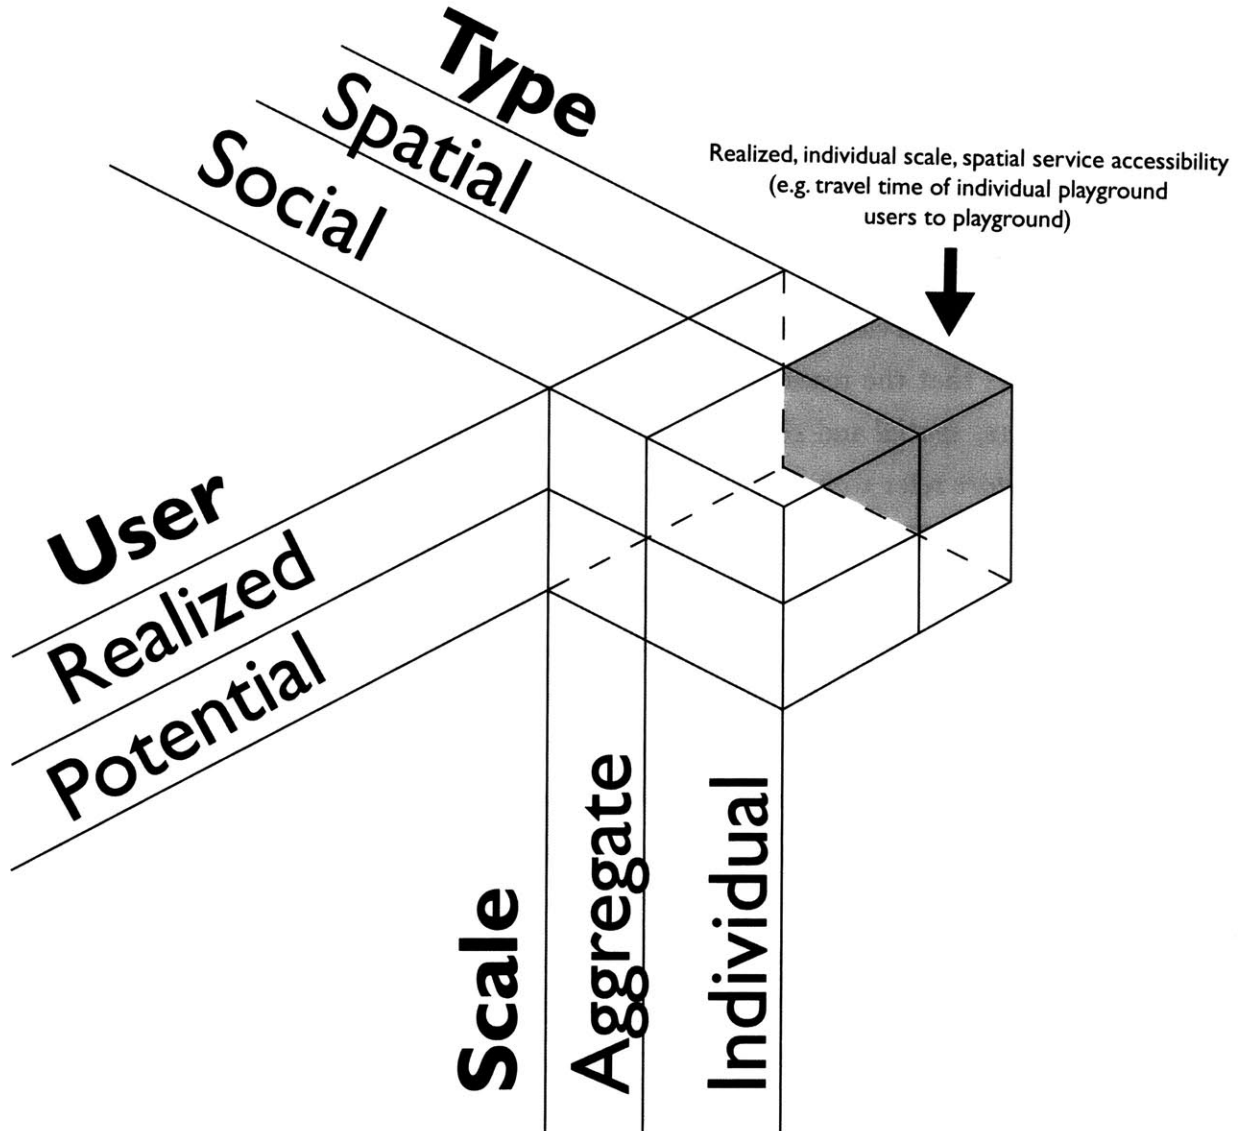 Type
Spatial
Social
Realized, individual scale, spatial service accessibility
(e.g. travel time of individual playground
users to playground)
User
Realized
Potential
Scale
Aggregate
Individual